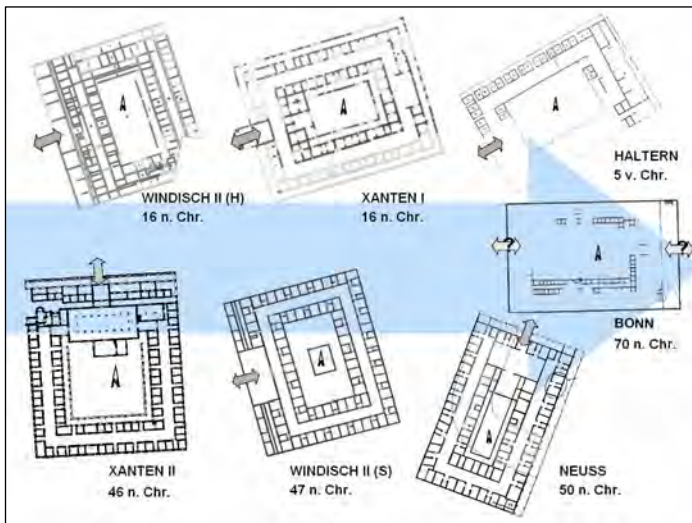 WINDISCH II (H)
16 n. Chr.
XANTEN I
16 n. Chr.
HALTERN
5 v. Chr.
?
?
BONN
70 n. Chr.
XANTEN II
46 n. Chr.
WINDISCH II (S)
47 n. Chr.
NEUSS
50 n. Chr.